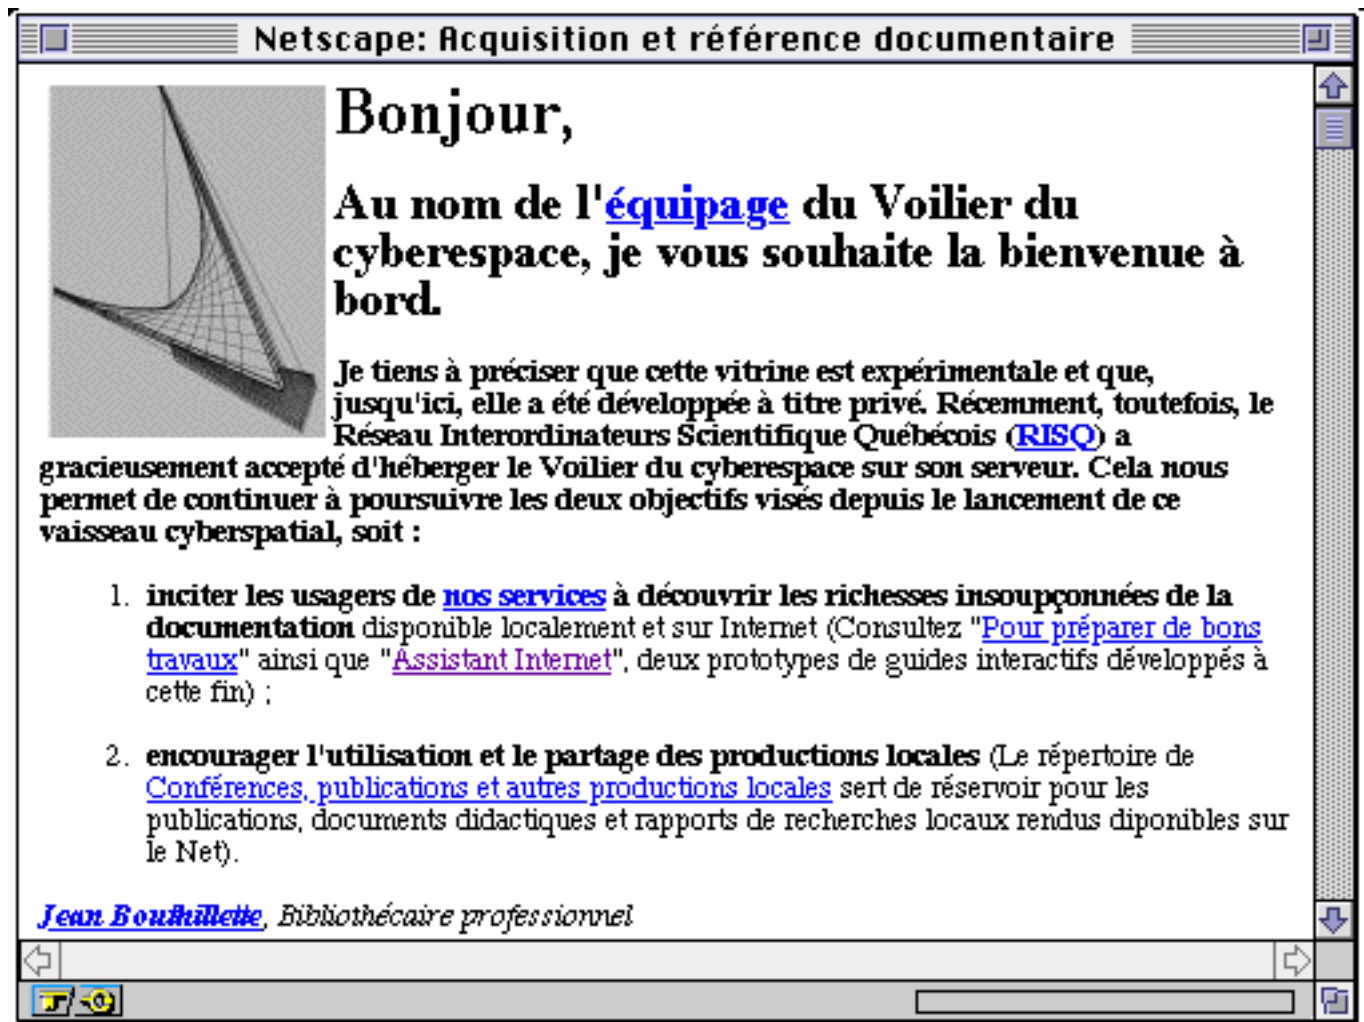 Netscape: Acquisition et référence documentaire
Bonjour,
Au nom de l'équipage du Voilier du
cyberespace, je vous souhaite la bienvenue à
bord.
Je tiens à préciser que cette vitrine est expérimentale et que,
jusqu'ici, elle a été développée à titre privé. Récemment, toutefois, le
Réseau Interordinateurs Scientifique Québécois (RISQ) a
gracieusement accepté d'héberger le Voilier du cyberespace sur son serveur. Cela nous
permet de continuer à poursuivre les deux objectifs visés depuis le lancement de ce
vaisseau cyberspatial, soit :
1. inciter les usagers de nos services à découvrir les richesses insoupçonnées de la
documentation disponible localement et sur Internet (Consultez "Pour préparer de bons
travaux" ainsi que "Assistant Internet", deux prototypes de guides interactifs développés à
cette fin) ;
2. encourager l'utilisation et le partage des productions locales (Le répertoire de
Conférences, publications et autres productions locales sert de réservoir pour les
publications, documents didactiques et rapports de recherches locaux rendus diponibles sur
le Net).
Jean Bouthillette, Bibliothécaire professionnel